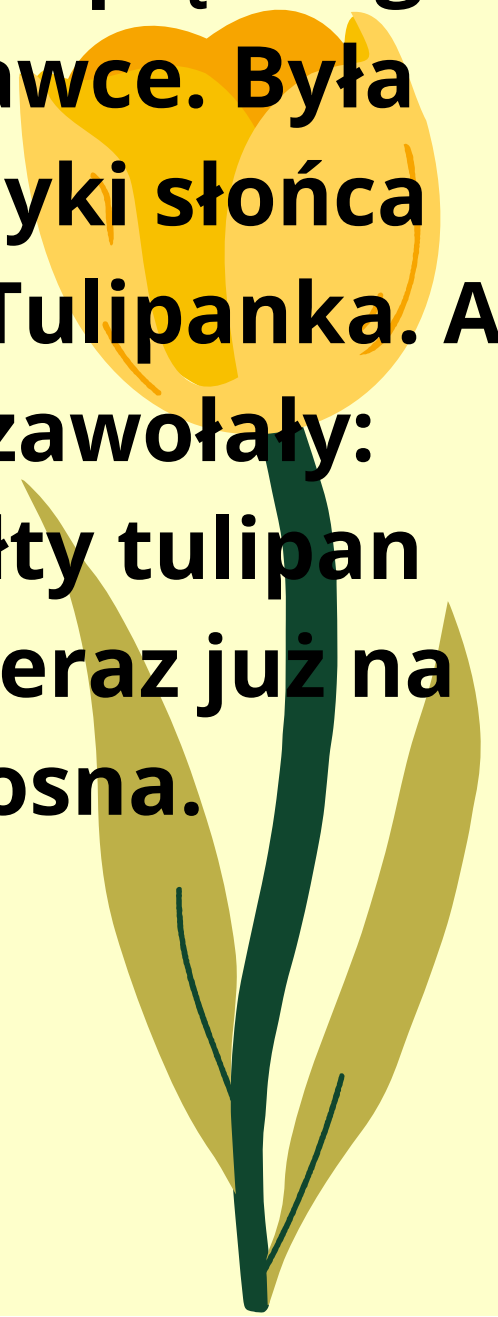 awce. Była
yki słońca
Tulipanka. A
zawołały:
łty tulipan
eraz już na
osna.